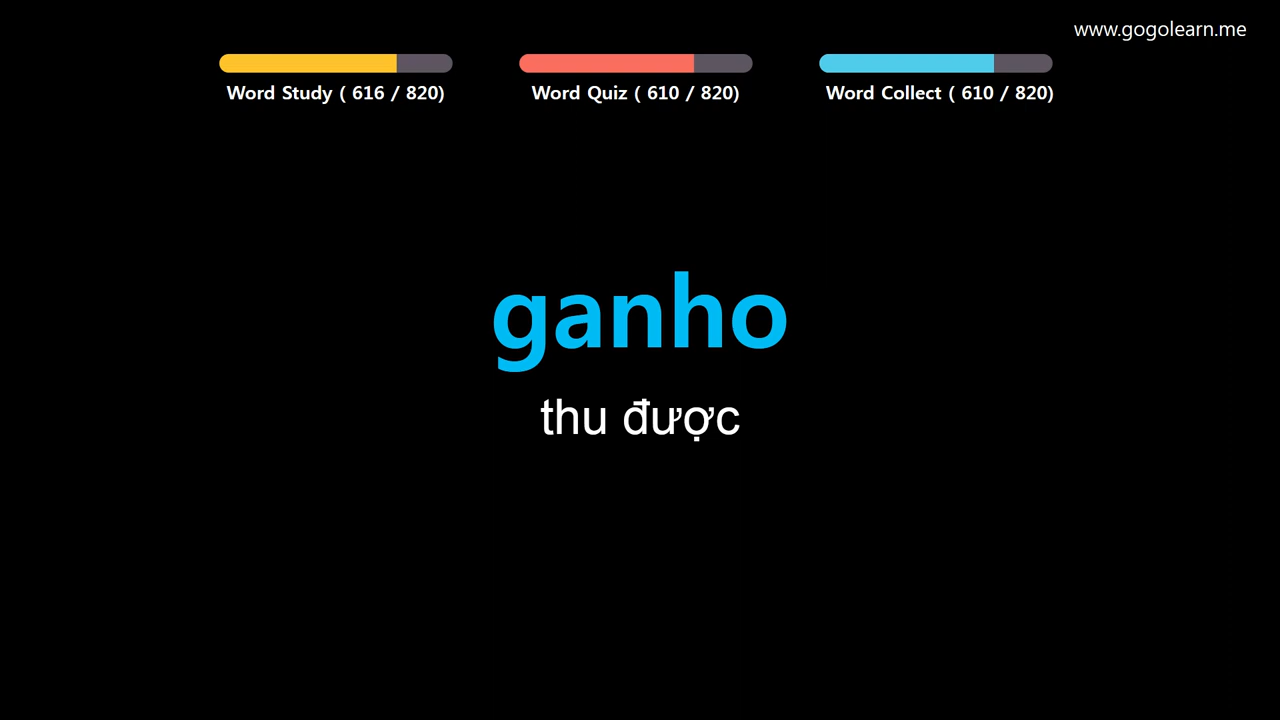 www.gogolearn.me
Word Study ( 616 / 820)
Word Quiz ( 610 / 820)
Word Collect ( 610 / 820)
ganho
thu được